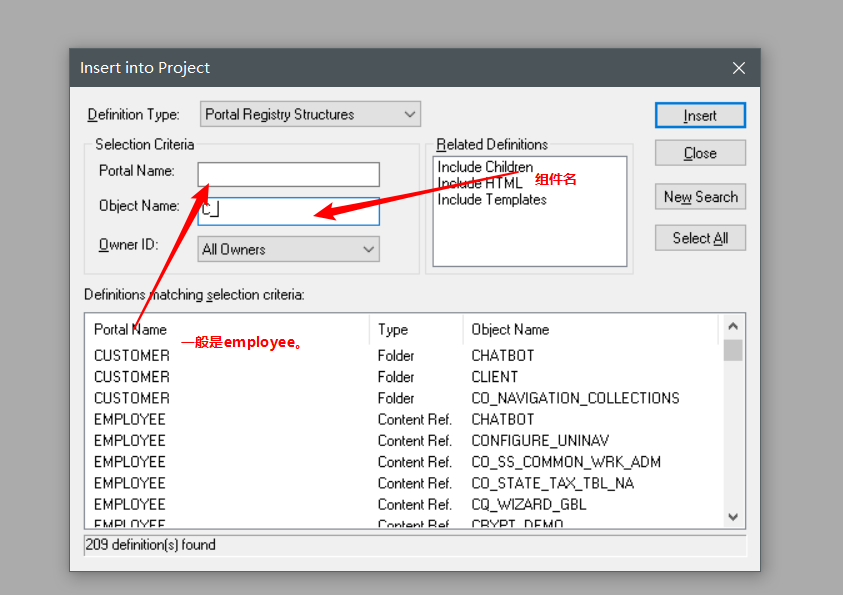 Insert into Project
Definition Type: Portal Registry Structures
Insert
Selection Criteria
Related Definitions
Portal Name:
Include Children
Include HTML
Include Templates
组件名
Close
Object Name: C_
New Search
Owner ID: All Owners
Select All
Definitions matching selection criteria:
Portal Name Type Object Name
一般是employee。
CUSTOMER Folder CHATBOT
CUSTOMER Folder CLIENT
CUSTOMER Folder CO_NAVIGATION_COLLECTIONS
EMPLOYEE Content Ref. CHATBOT
EMPLOYEE Content Ref. CONFIGURE_UNINAV
EMPLOYEE Content Ref. CO_SS_COMMON_WRK_ADM
EMPLOYEE Content Ref. CO_STATE_TAX_TBL_NA
EMPLOYEE Content Ref. CQ_WIZARD_GBL
EMPLOYEE Content Ref. CRYPT_DEMO
209 definition(s) found